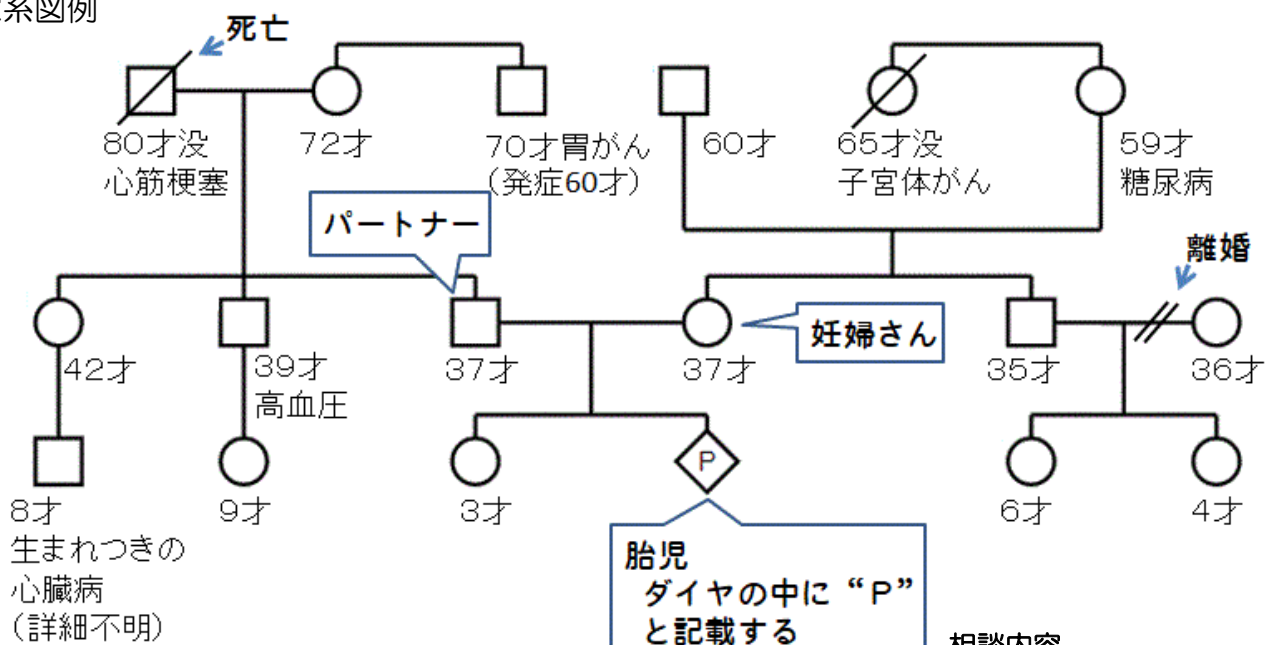 系図例
死亡
80才没
心筋梗塞
72才
70才胃がん
(発症60才)
60才
65才没
子宮体がん
59才
糖尿病
パートナー
離婚
42才
39才
高血圧
37才
37才
妊婦さん
35才
36才
P
8才
生まれつきの
心臓病
(詳細不明)
9才
3才
6才
4才
胎児
ダイヤの中に“P”
と記載する
相談内容